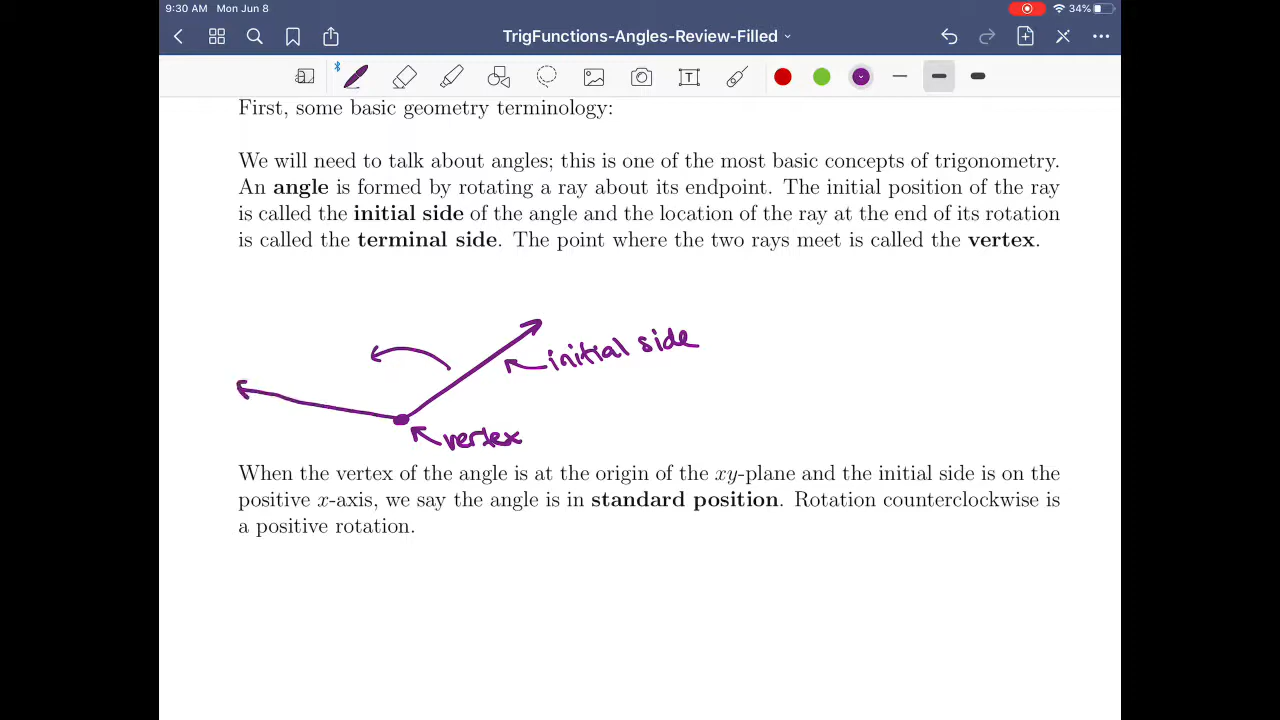 9:30 AM Mon Jun 8
34%
TrigFunctions-Angles-Review-Filled
T
First, some basic geometry terminology:
We will need to talk about angles; this is one of the most basic concepts of trigonometry.
An angle is formed by rotating a ray about its endpoint. The initial position of the ray
is called the initial side of the angle and the location of the ray at the end of its rotation
is called the terminal side. The point where the two rays meet is called the vertex.
initial side
vertex
When the vertex of the angle is at the origin of the xy-plane and the initial side is on the
positive x-axis, we say the angle is in standard position. Rotation counterclockwise is
a positive rotation.